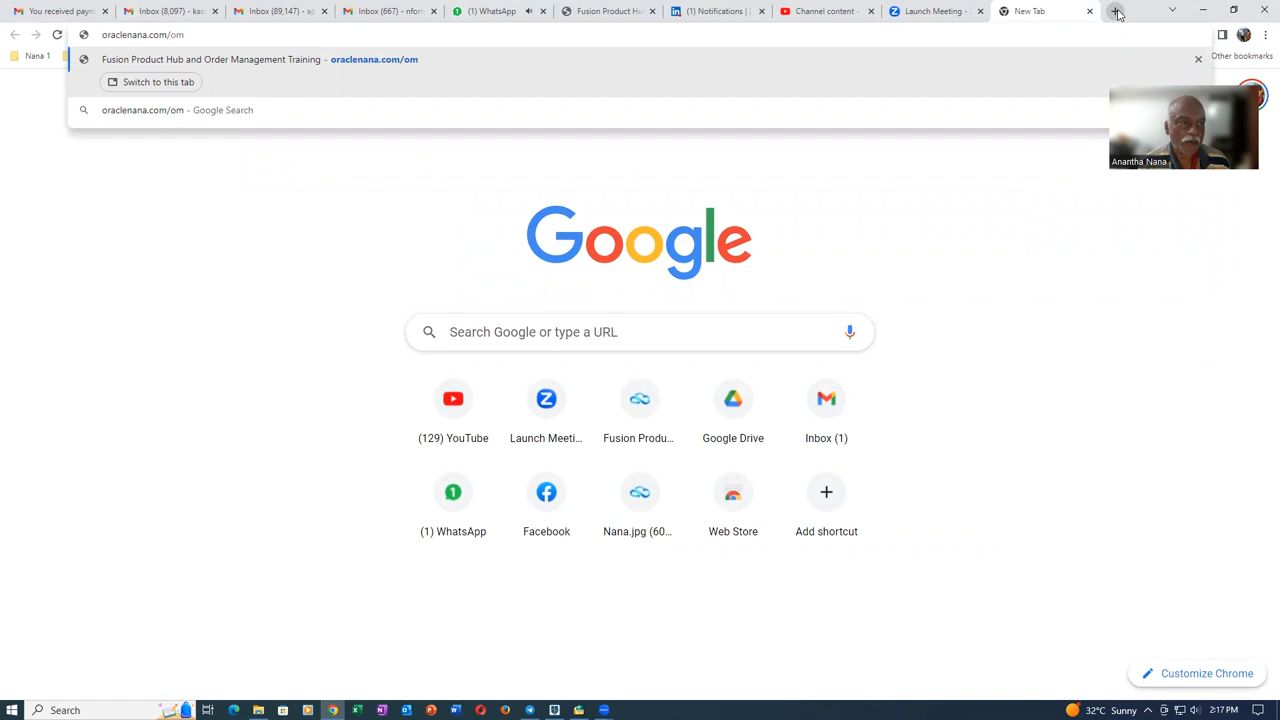 You received paym
Inbox (8,097) - kao
Inbox (89,147) - ap
Inbox (667) - nforn
(1) WhatsApp
Fusion Product Hu
(1) Notifications | L
Channel content -
Launch Meeting -
New Tab
oraclenana.com/om
Nana 1
Other bookmarks
Fusion Product Hub and Order Management Training - oraclenana.com/om
Switch to this tab
oraclenana.com/om - Google Search
Anantha Nana
Google
Search Google or type a URL
(129) YouTube
Launch Meeti...
Fusion Produ...
Google Drive
Inbox (1)
(1) WhatsApp
Facebook
Nana.jpg (60...
Web Store
Add shortcut
Customize Chrome
Search
32°C Sunny
2:17 PM